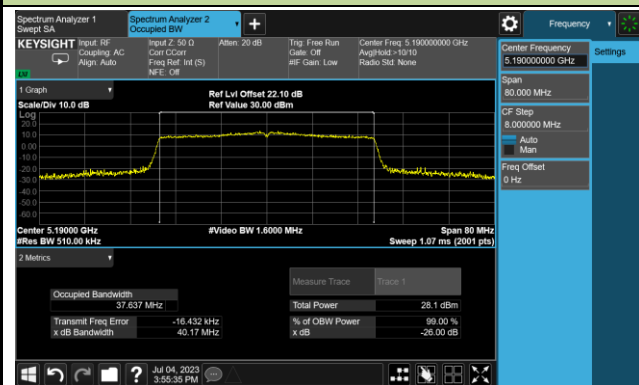 Spectrum Analyzer 1
Swept SA
Spectrum Analyzer 2
Occupied BW
Frequency
KEYSIGHT
Input: RF
Coupling: AC
Align: Auto
Input Z: 50 Ω
Corr CCorr
Freq Ref: Int (S)
NFE: Off
Atten: 20 dB
Trig: Free Run
Gate: Off
#IF Gain: Low
Center Freq: 5.190000000 GHz
Avg|Hold:>10/10
Radio Std: None
Center Frequency
5.190000000 GHz
Settings
Span
80.000 MHz
CF Step
8.000000 MHz
Auto
Man
Freq Offset
0 Hz
1 Graph
Scale/Div 10.0 dB
Ref Lvl Offset 22.10 dB
Ref Value 30.00 dBm
Log
20.0
10.0
0.00
-10.0
-20.0
-30.0
-40.0
-50.0
-60.0
Center 5.19000 GHz
#Res BW 510.00 kHz
#Video BW 1.6000 MHz
Span 80 MHz
Sweep 1.07 ms (2001 pts)
2 Metrics
Measure Trace
Trace 1
Occupied Bandwidth
37.637 MHz
Total Power
28.1 dBm
Transmit Freq Error
-16.432 kHz
% of OBW Power
99.00 %
x dB Bandwidth
40.17 MHz
x dB
-26.00 dB
Jul 04, 2023
3:55:35 PM